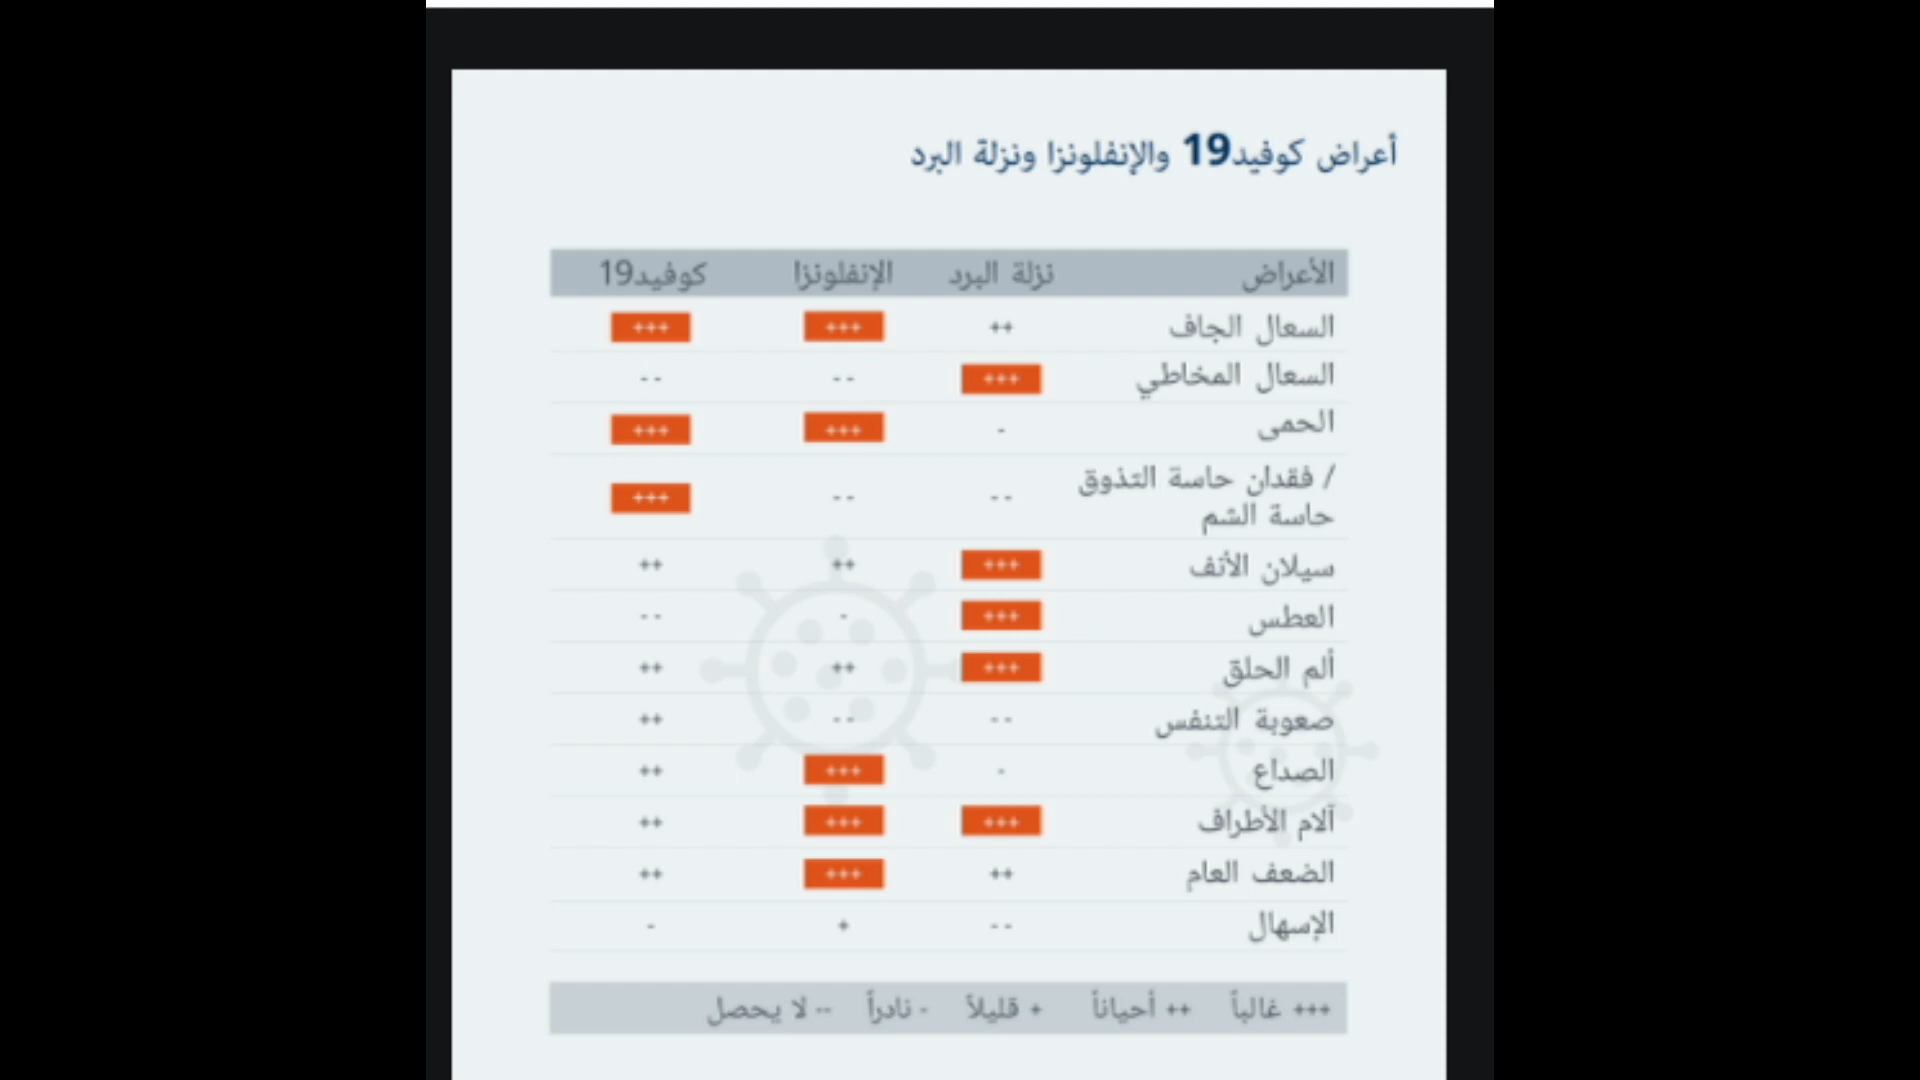 أعراض كوفيد19 والإنفلونزا ونزلة البرد
الأعراض نزلة البرد الإنفلونزا كوفيد19
السعال الجاف ++ +++ +++
السعال المخاطي +++ -- --
الحمى - +++ +++
/ فقدان حاسة التذوق
حاسة الشم -- -- +++
سيلان الأنف +++ ++ ++
العطس +++ - --
ألم الحلق +++ ++ ++
صعوبة التنفس -- -- ++
الصداع - +++ ++
آلام الأطراف +++ +++ ++
الضعف العام ++ +++ ++
الإسهال -- + -
+++ غالباً ++ أحياناً + قليلاً - نادراً -- لا يحصل